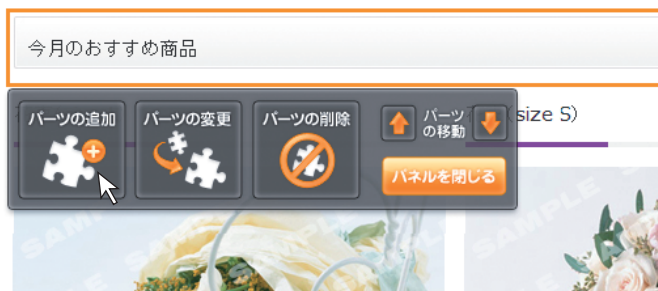 今月のおすすめ商品
パーツの追加
パーツの変更
パーツの削除
パーツ
の移動
パネルを閉じる
(size S)
SAMPLE
SAMPLE
SAMPLE